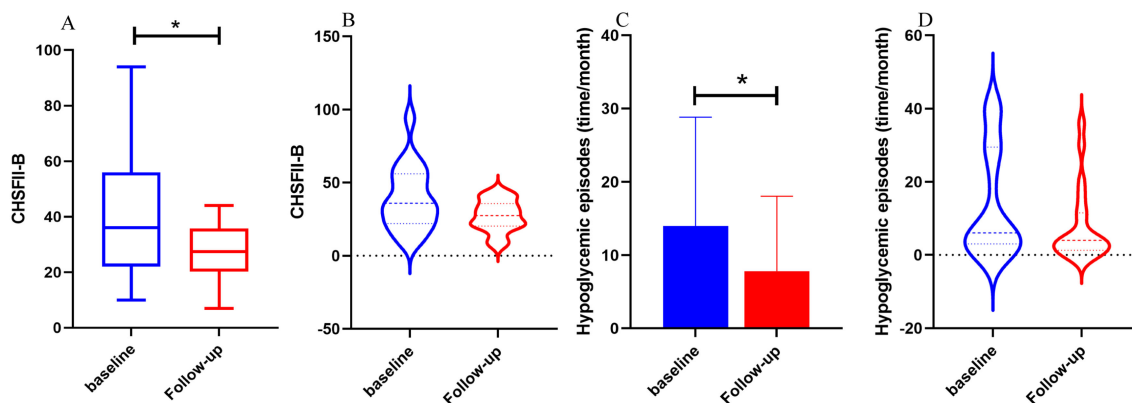 A
*
CHSFII-B
100
80
60
40
20
0
baseline
Follow-up
B
CHSFII-B
150
100
50
0
-50
baseline
Follow-up
C
*
Hypoglycemic episodes (time/month)
40
30
20
10
0
baseline
Follow-up
D
Hypoglycemic episodes (time/month)
60
40
20
0
-20
baseline
Follow-up